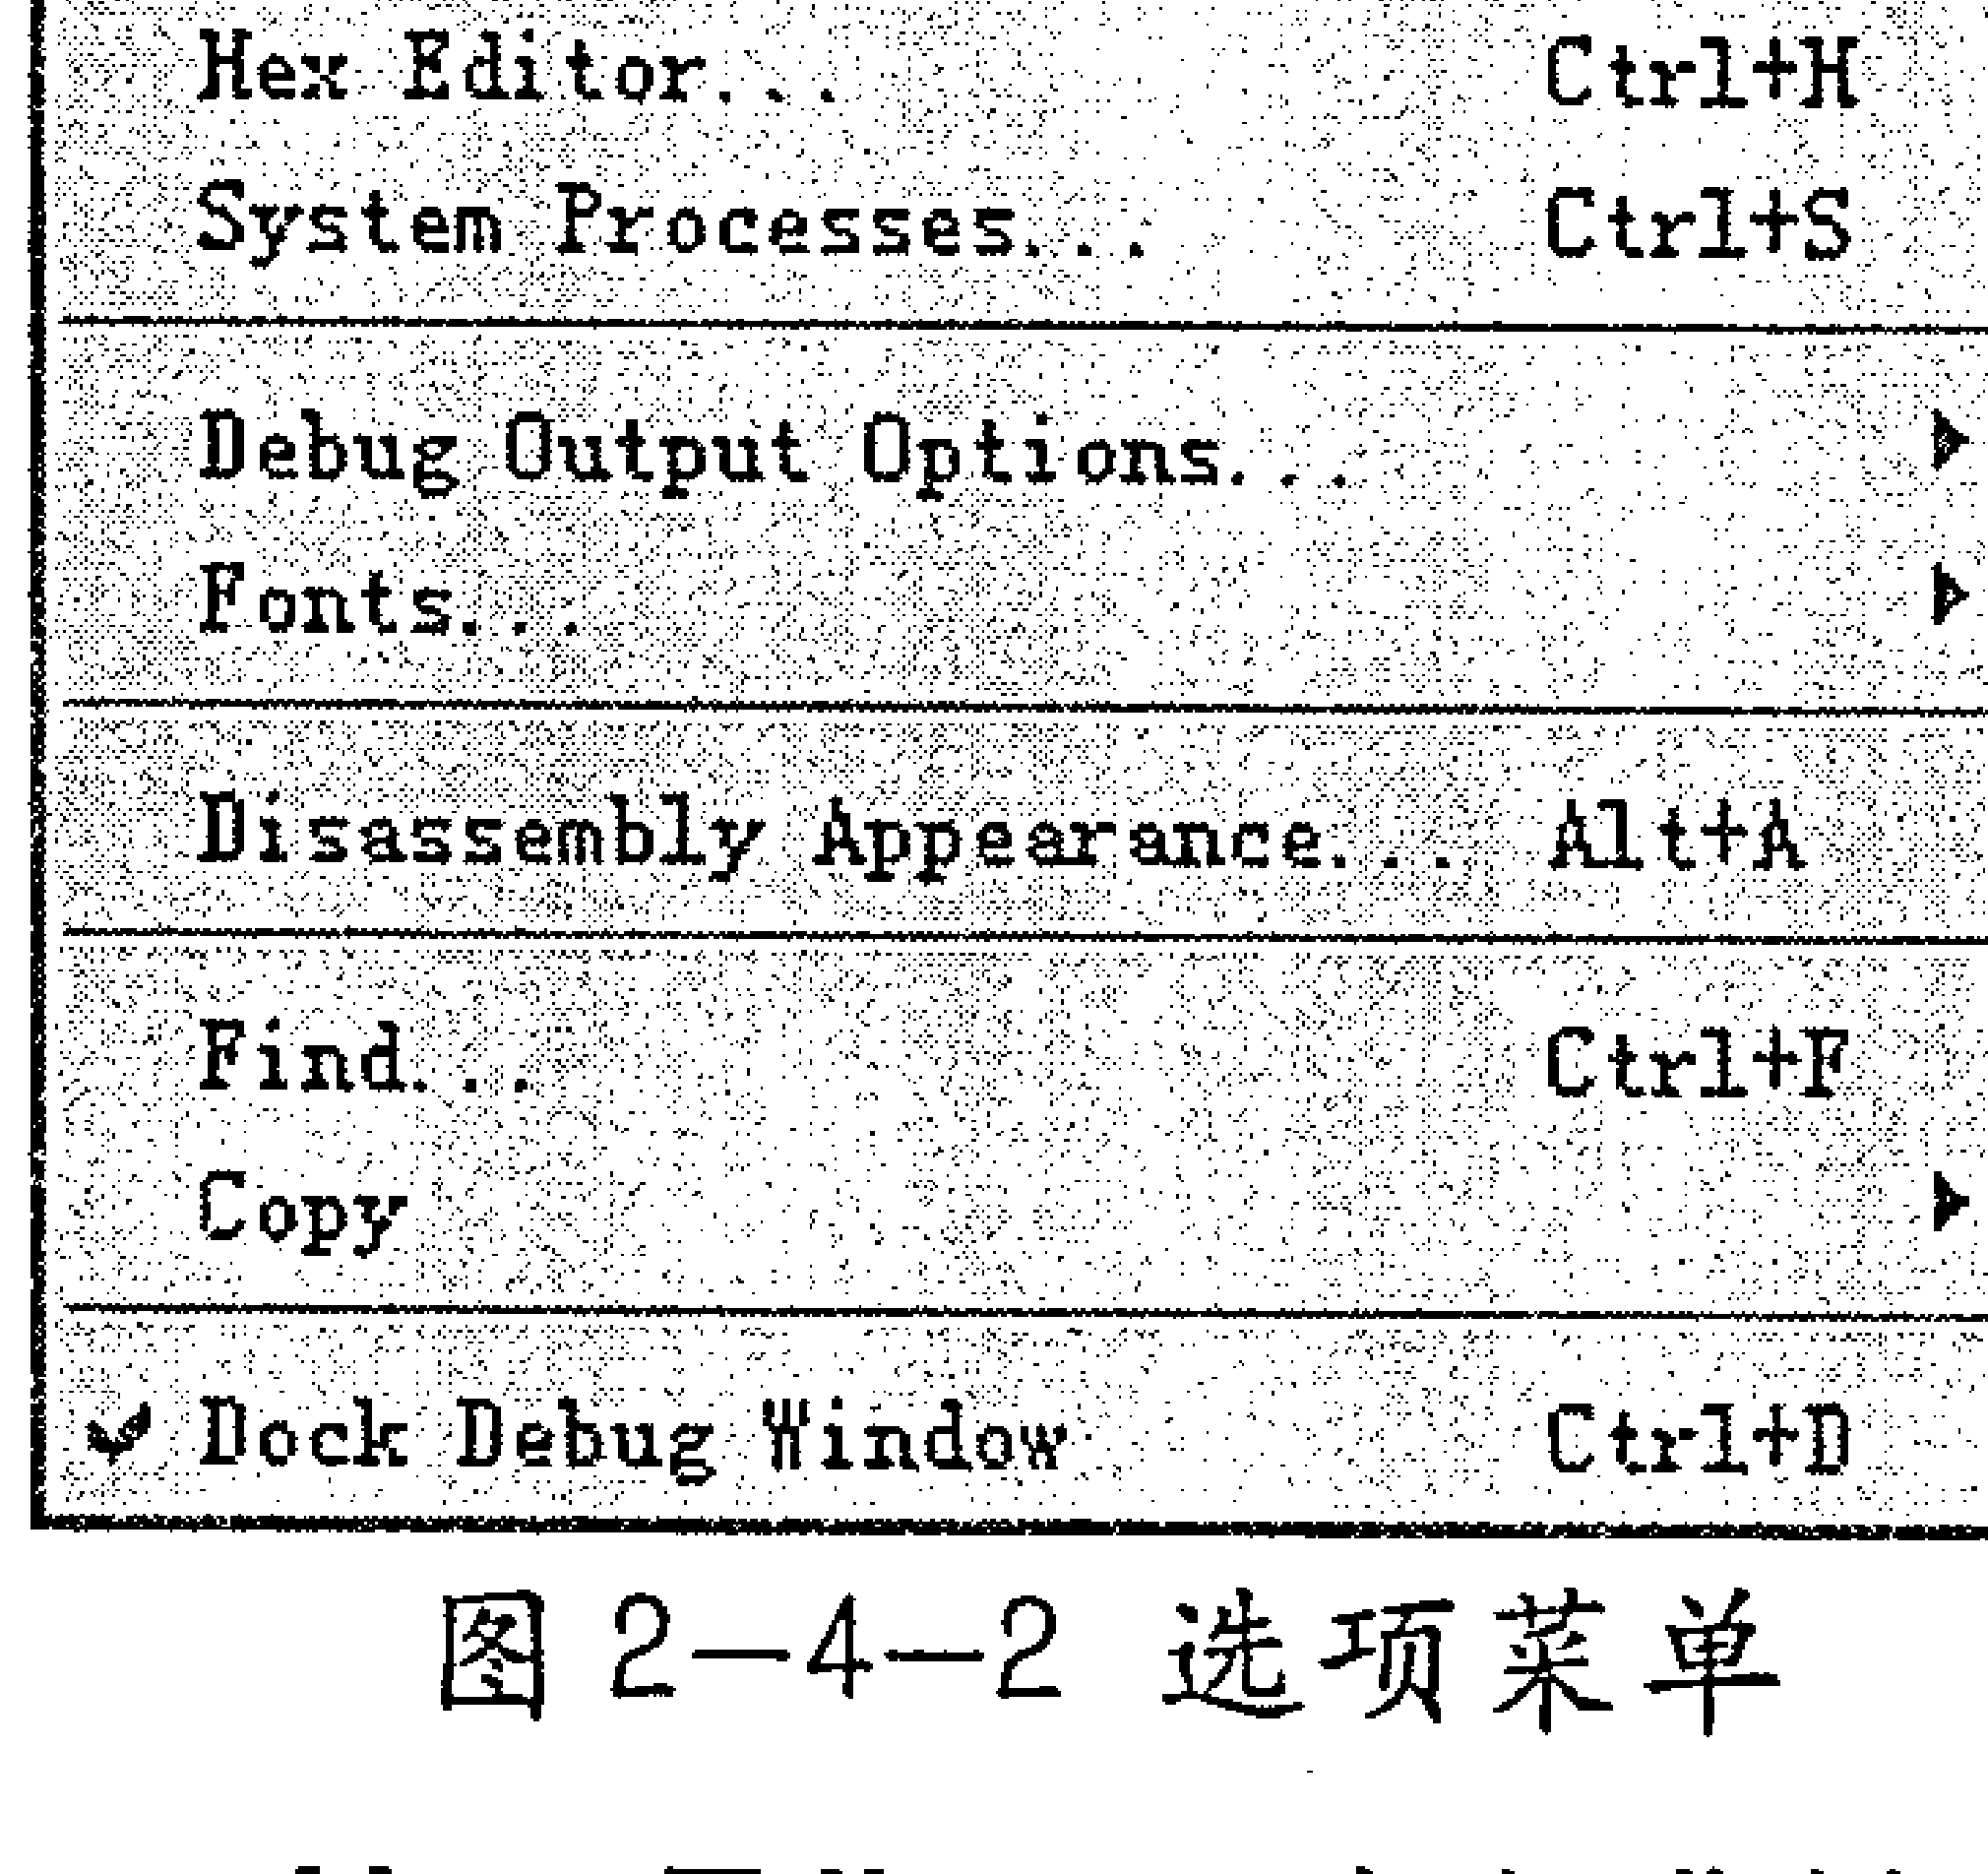 Hex Editor... Ctrl+H
System Processes... Ctrl+S
Debug Output Options...
Fonts...
Disassembly Appearance... Alt+A
Find... Ctrl+F
Copy
Dock Debug Window Ctrl+D
图 2—4—2 选项菜单